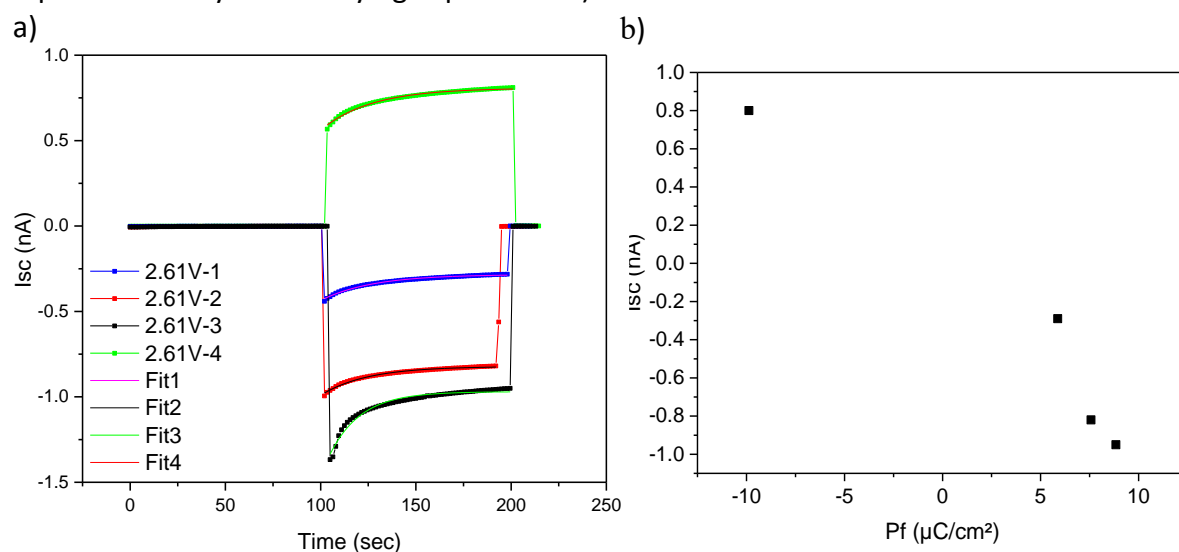 a)
b)
1.0
0.5
0.0
-0.5
-1.0
-1.5
Isc (nA)
2.61V-1
2.61V-2
2.61V-3
2.61V-4
Fit1
Fit2
Fit3
Fit4
0
50
100
150
200
250
Time (sec)
1.0
0.8
0.6
0.4
0.2
0.0
-0.2
-0.4
-0.6
-0.8
-1.0
Isc (nA)
-10
-5
0
5
10
Pf (µC/cm²)